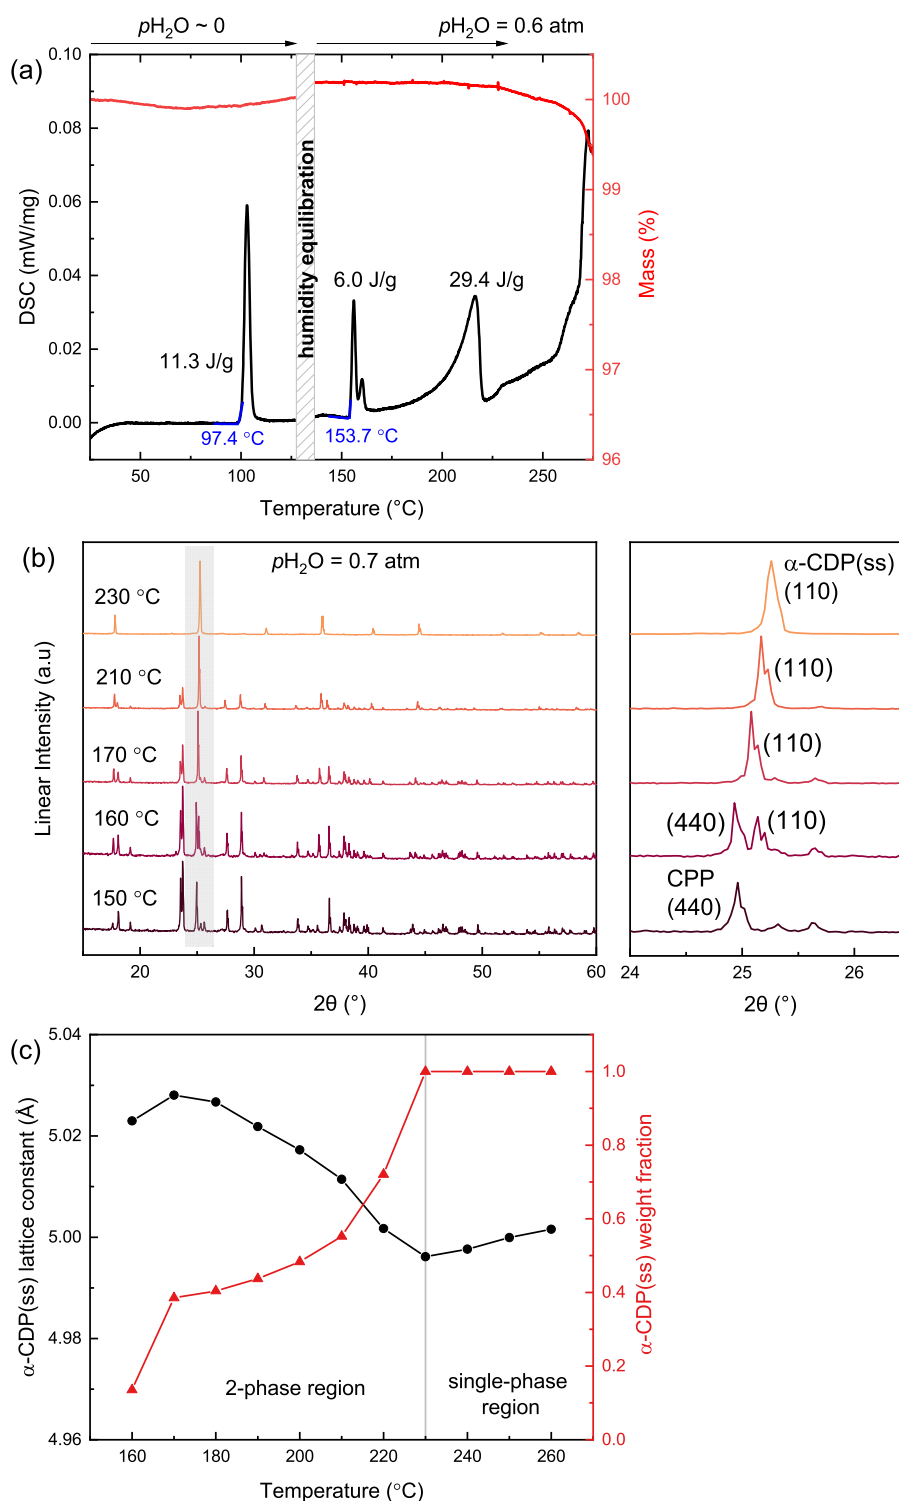 pH₂O ~ 0
pH₂O = 0.6 atm
(a)
0.10
0.08
0.06
0.04
0.02
0.00
DSC (mW/mg)
11.3 J/g
97.4 °C
humidity equilibration
6.0 J/g
29.4 J/g
153.7 °C
100
99
98
97
96
Mass (%)
50
100
150
200
250
Temperature (°C)
(b)
pH₂O = 0.7 atm
230 °C
210 °C
170 °C
160 °C
150 °C
Linear Intensity (a.u)
20
30
40
50
60
2θ (°)
α-CDP(ss)
(110)
(110)
(110)
(440)
(110)
CPP
(440)
24
25
26
2θ (°)
(c)
5.04
5.02
5.00
4.98
4.96
α-CDP(ss) lattice constant (Å)
2-phase region
single-phase
region
1.0
0.8
0.6
0.4
0.2
0.0
α-CDP(ss) weight fraction
160
180
200
220
240
260
Temperature (°C)